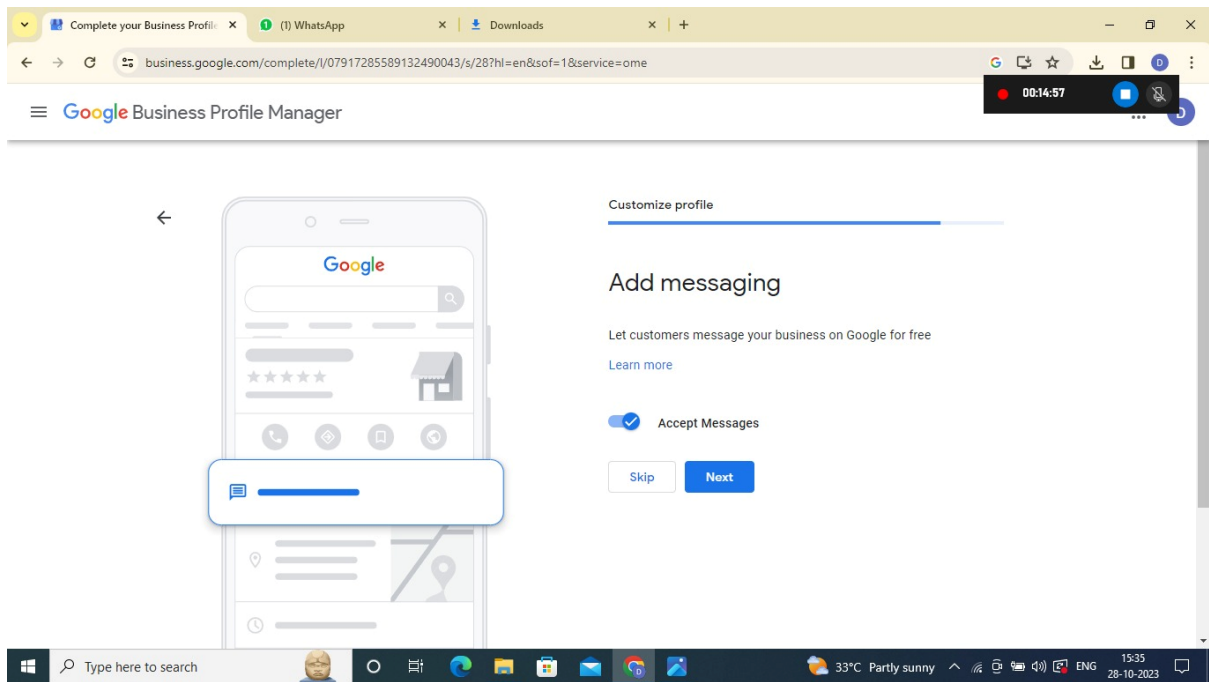 Complete your Business Profile
(1) WhatsApp
Downloads
business.google.com/complete/l/07917285589132490043/s/28?hl=en&sof=1&service=ome
G
D
00:14:57
Google Business Profile Manager
D
Customize profile
Google
Add messaging
Let customers message your business on Google for free
Learn more
Accept Messages
Skip Next
Type here to search
33°C Partly sunny
ENG
15:35
28-10-2023